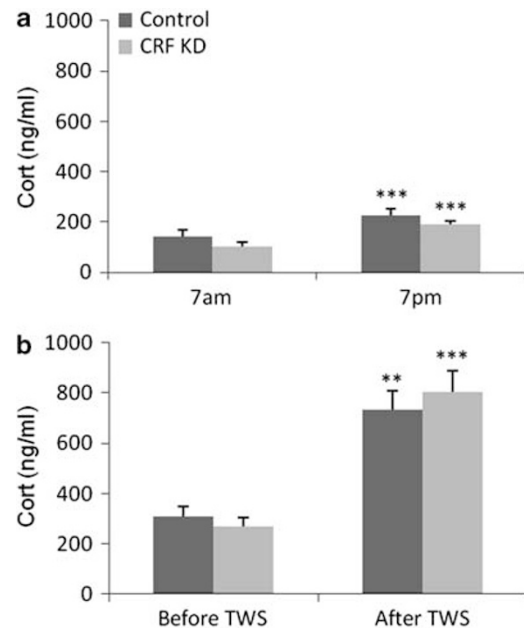 a
Control
CRF KD
Cort (ng/ml)
1000
800
600
400
200
0
*** ***
7am 7pm
b
Cort (ng/ml)
1000
800
600
400
200
0
** ***
Before TWS After TWS